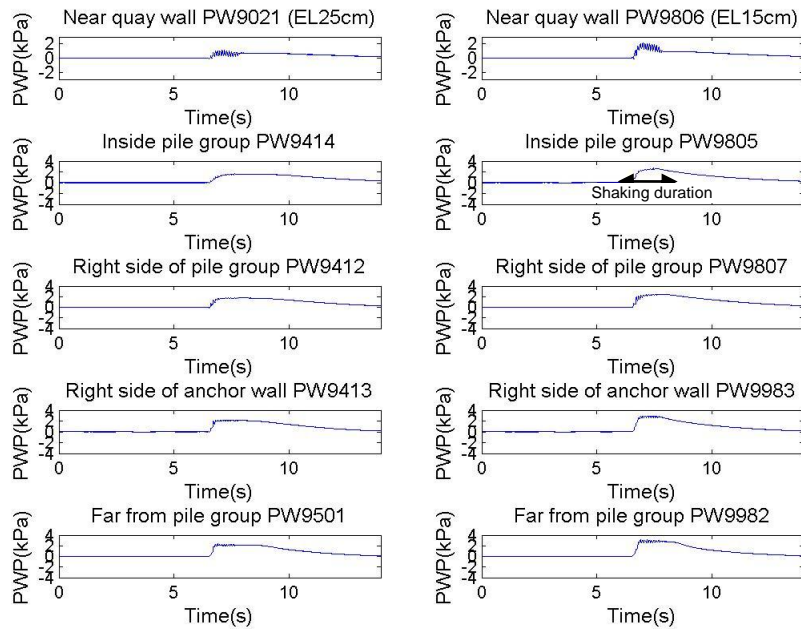 Near quay wall PW9021 (EL25cm)
Near quay wall PW9806 (EL15cm)
PWP(kPa)
2
0
-2
0
5
10
Time(s)
PWP(kPa)
2
0
-2
0
5
10
Time(s)
Inside pile group PW9414
Inside pile group PW9805
PWP(kPa)
4
2
0
-2
-4
0
5
10
Time(s)
PWP(kPa)
4
2
0
-2
-4
Shaking duration
0
5
10
Time(s)
Right side of pile group PW9412
Right side of pile group PW9807
PWP(kPa)
4
2
0
-2
-4
0
5
10
Time(s)
PWP(kPa)
4
2
0
-2
-4
0
5
10
Time(s)
Right side of anchor wall PW9413
Right side of anchor wall PW9983
PWP(kPa)
4
2
0
-2
-4
0
5
10
Time(s)
PWP(kPa)
4
2
0
-2
-4
0
5
10
Time(s)
Far from pile group PW9501
Far from pile group PW9982
PWP(kPa)
4
2
0
-2
-4
0
5
10
Time(s)
PWP(kPa)
4
2
0
-2
-4
0
5
10
Time(s)